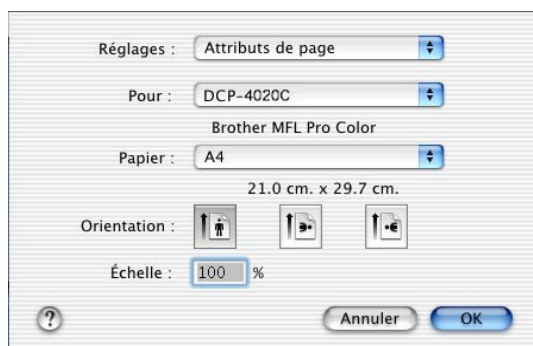 Réglages : Attributs de page
Pour : DCP-4020C
Brother MFL Pro Color
Papier : A4
21.0 cm. x 29.7 cm.
Orientation :
Échelle : 100 %
? Annuler OK